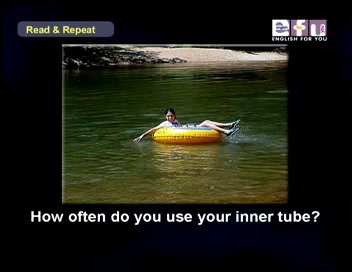 Read & Repeat
efu
ENGLISH FOR YOU
How often do you use your inner tube?